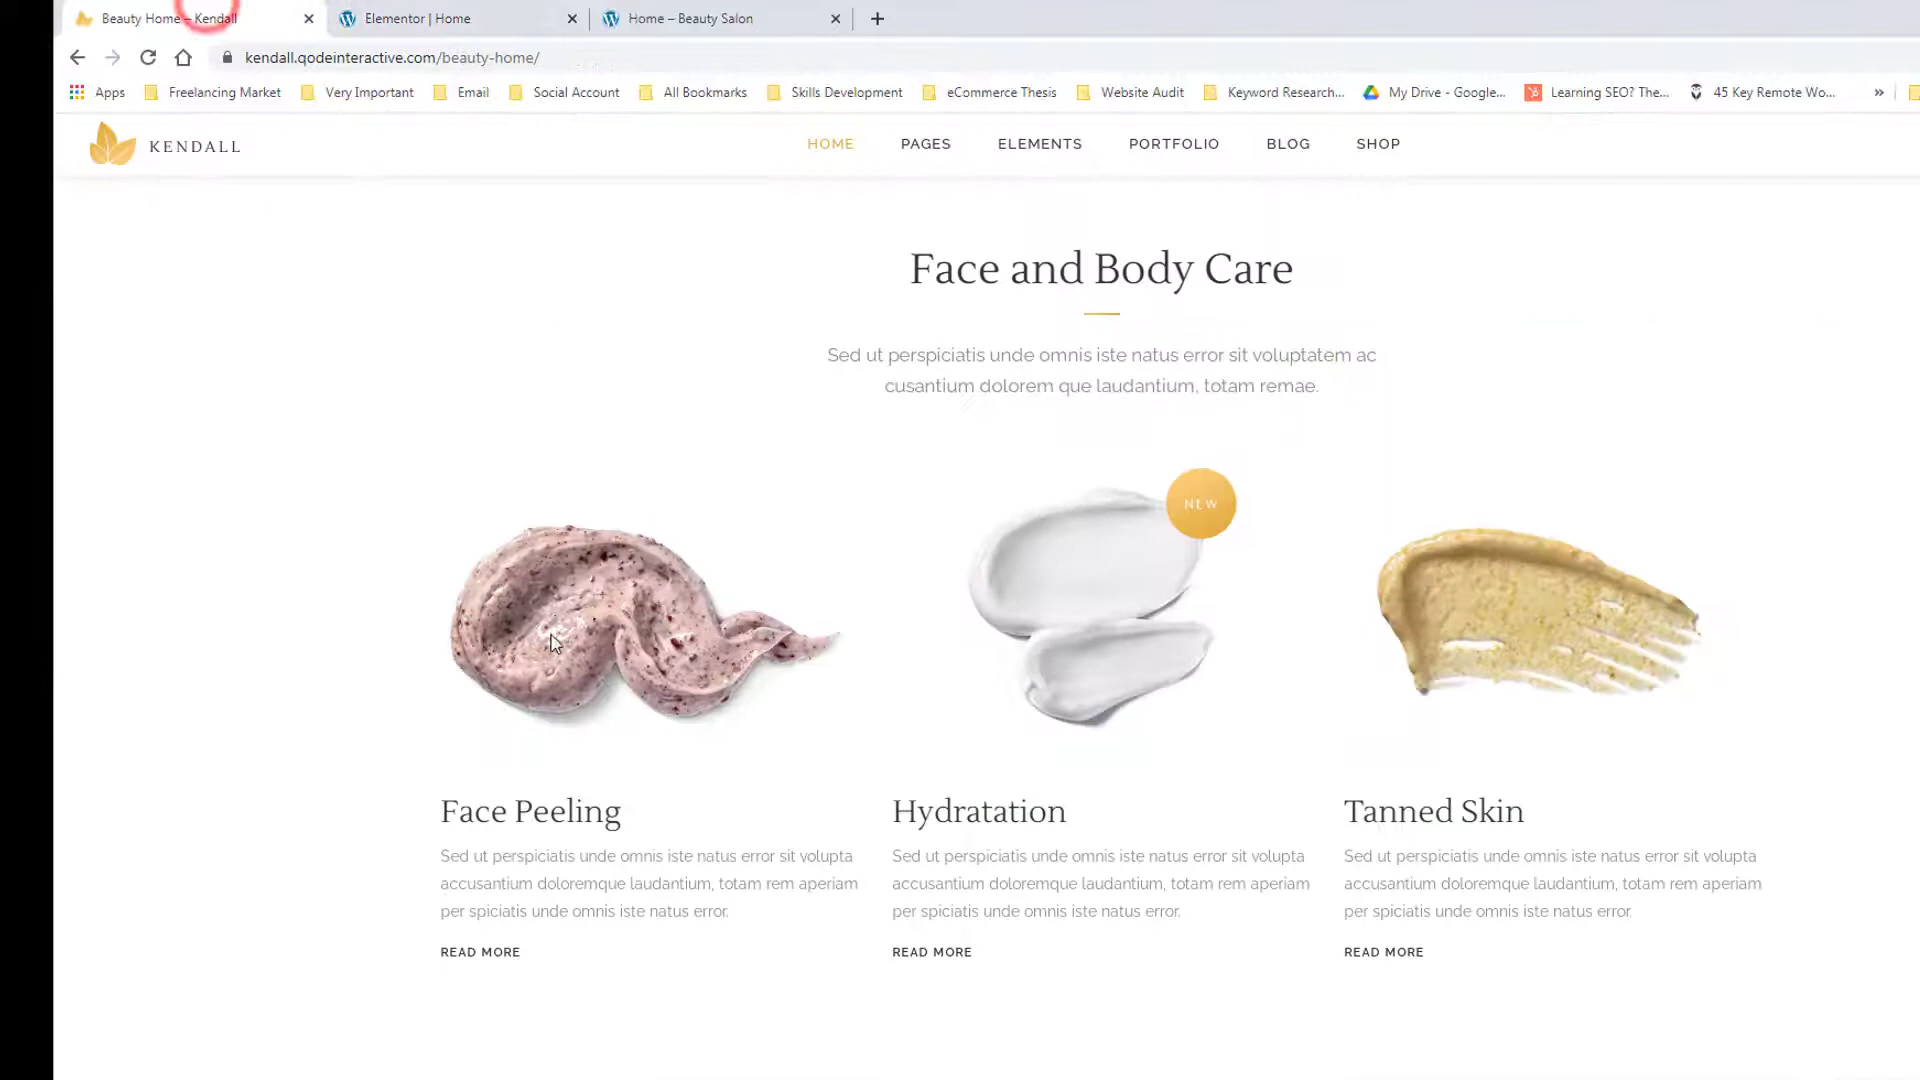 Beauty Home – Kendall
Elementor | Home
Home – Beauty Salon
kendall.qodeinteractive.com/beauty-home/
Apps
Freelancing Market
Very Important
Email
Social Account
All Bookmarks
Skills Development
eCommerce Thesis
Website Audit
Keyword Research...
My Drive - Google...
Learning SEO? The...
45 Key Remote Wo...
»
KENDALL
HOME
PAGES
ELEMENTS
PORTFOLIO
BLOG
SHOP
Face and Body Care
Sed ut perspiciatis unde omnis iste natus error sit voluptatem ac
cusantium dolorem que laudantium, totam remae.
NEW
Face Peeling
Sed ut perspiciatis unde omnis iste natus error sit volupta
accusantium doloremque laudantium, totam rem aperiam
per spiciatis unde omnis iste natus error.
READ MORE
Hydratation
Sed ut perspiciatis unde omnis iste natus error sit volupta
accusantium doloremque laudantium, totam rem aperiam
per spiciatis unde omnis iste natus error.
READ MORE
Tanned Skin
Sed ut perspiciatis unde omnis iste natus error sit volupta
accusantium doloremque laudantium, totam rem aperiam
per spiciatis unde omnis iste natus error.
READ MORE